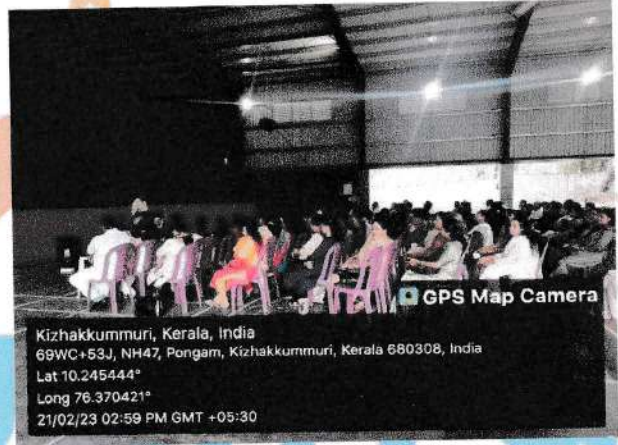 GPS Map Camera
Kizhakkummuri, Kerala, India
69WC+53J, NH47, Pongam, Kizhakkummuri, Kerala 680308, India
Lat 10.245444°
Long 76.370421°
21/02/23 02:59 PM GMT +05:30